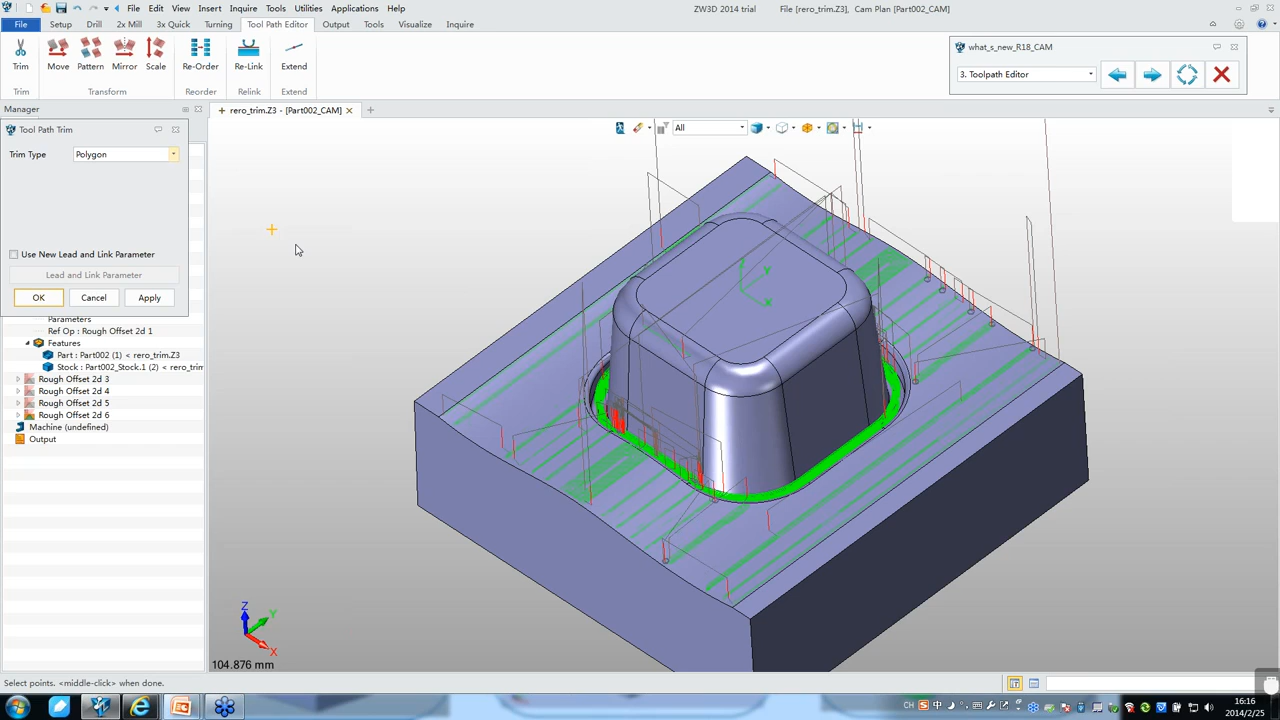 File Edit View Insert Inquire Tools Utilities Applications Help
ZW3D 2014 trial
File [rero_trim.Z3], Cam Plan [Part002_CAM]
File Setup Drill 2x Mill 3x Quick Turning Tool Path Editor Output Tools Visualize Inquire
Trim Move Pattern Mirror Scale Re-Order Re-Link Extend
Trim Transform Reorder Relink Extend
what_s_new_R18_CAM
3. Toolpath Editor
Manager
rero_trim.Z3 - [Part002_CAM]
Tool Path Trim
All
Trim Type Polygon
Use New Lead and Link Parameter
Lead and Link Parameter
OK Cancel Apply
Parameters
Ref Op : Rough Offset 2d 1
Features
Part : Part002 (1) < rero_trim.Z3
Stock : Part002_Stock.1 (2) < rero_trim
Rough Offset 2d 3
Rough Offset 2d 4
Rough Offset 2d 5
Rough Offset 2d 6
Machine (undefined)
Output
Z
Y
X
Z
Y
X
104.876 mm
Select points. <middle-click> when done.
CH
中
16:16
2014/2/25